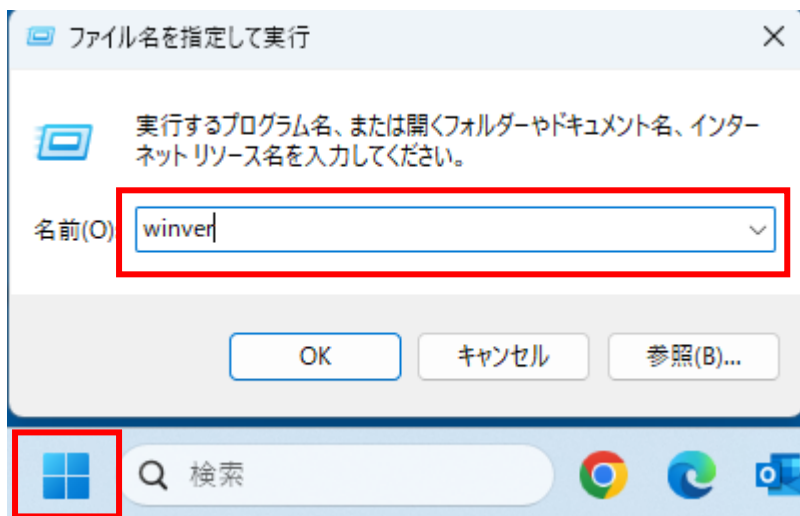 ファイル名を指定して実行
実行するプログラム名、または開くフォルダーやドキュメント名、インター
ネット リソース名を入力してください。
名前(O)
winver
OK
キャンセル
参照(B)...
検索